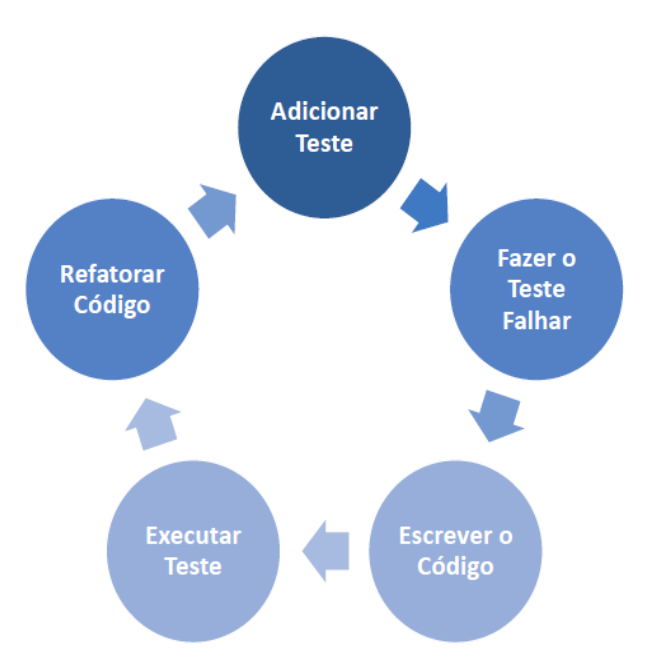 Adicionar
Teste
Fazer o
Teste
Falhar
Escrever o
Código
Executar
Teste
Refatorar
Código